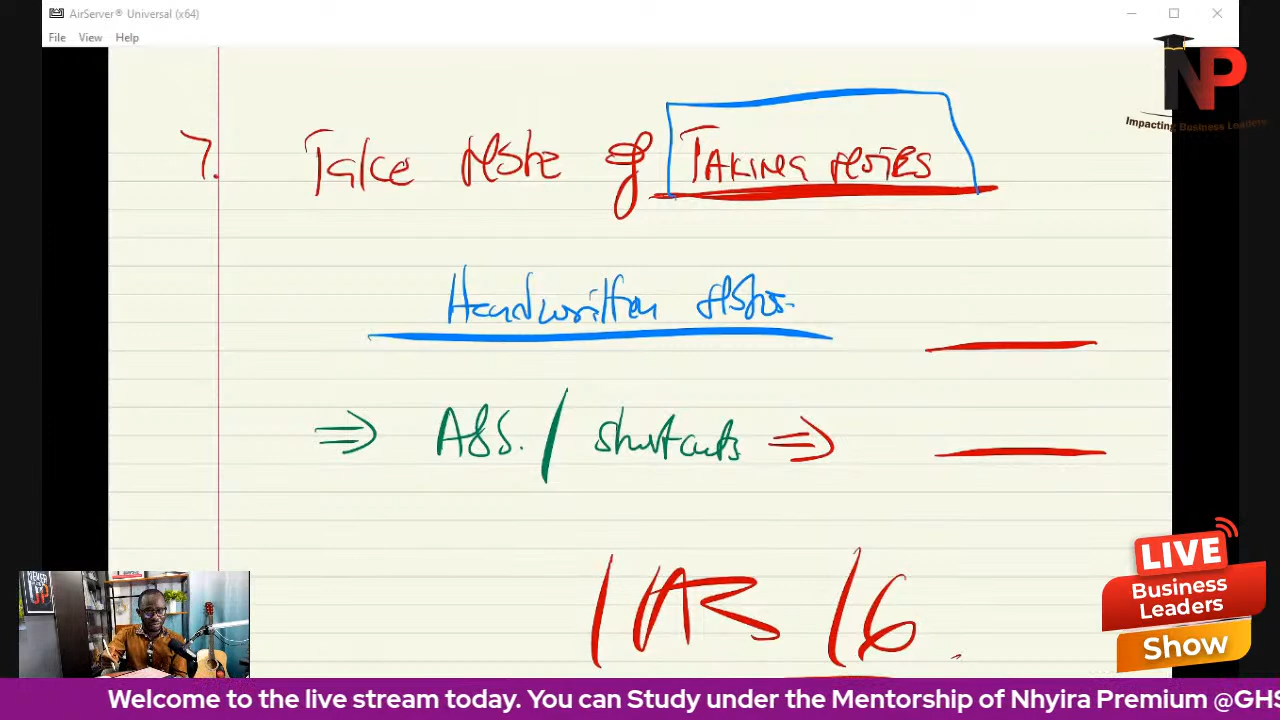 AirServer® Universal (x64)
File View Help
NP
Impacting Business Leaders
7. Take Note of TAKING NOTES
Handwritten Notes.
⇒ Abb. / Shortcuts ⇒
IAS 16
LIVE
Business
Leaders
Show
Welcome to the live stream today. You can Study under the Mentorship of Nhyira Premium @GHS